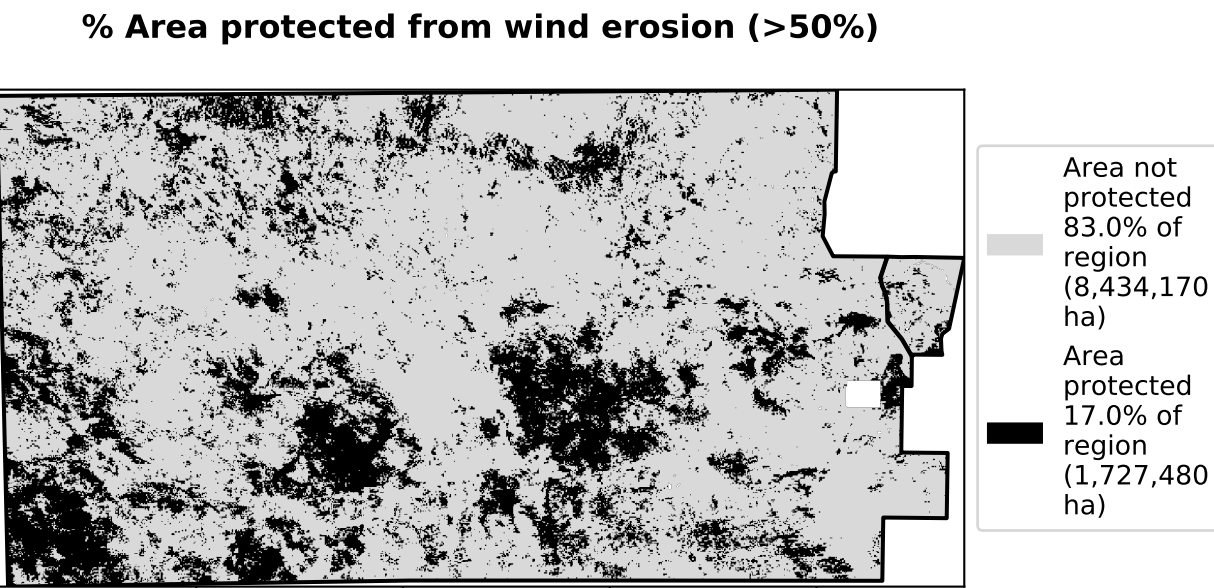 % Area protected from wind erosion (>50%)
Area not
protected
83.0% of
region
(8,434,170
ha)
Area
protected
17.0% of
region
(1,727,480
ha)